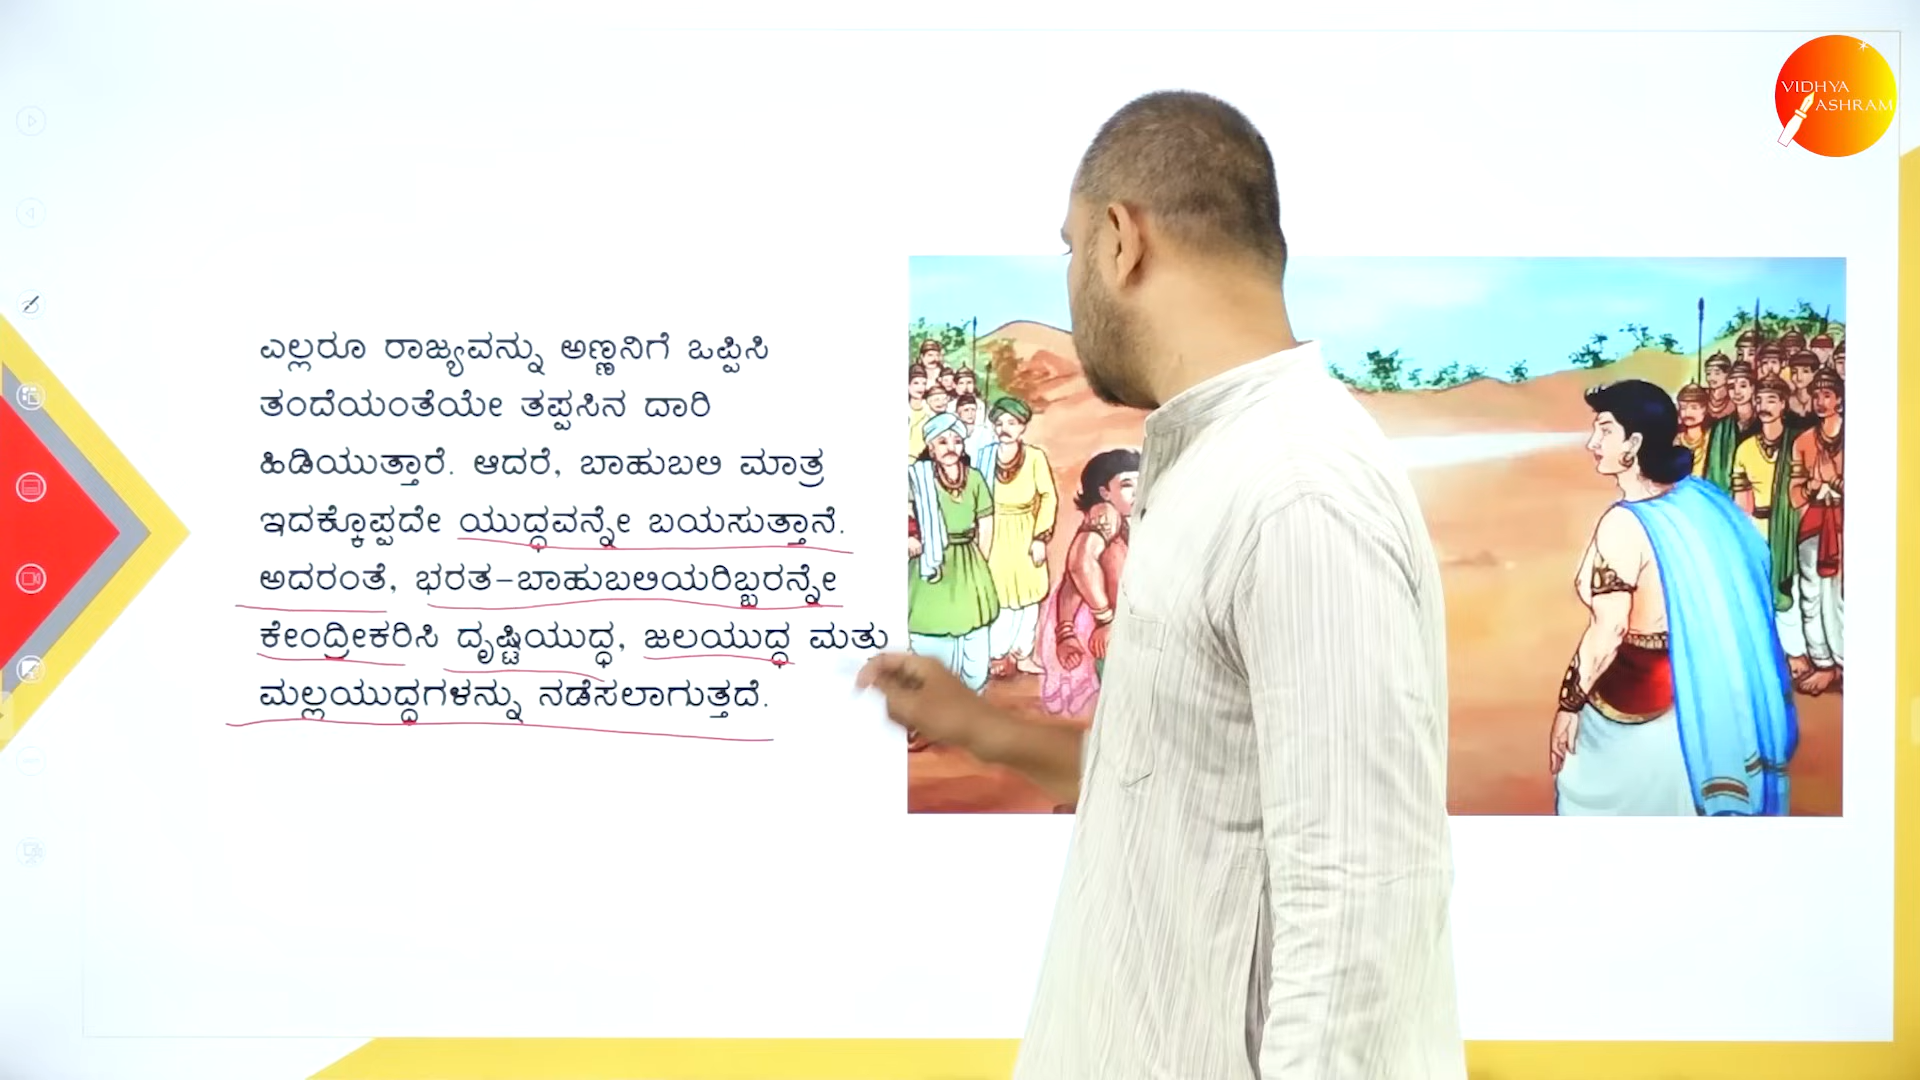 VIDHYA
ASHRAM
ಎಲ್ಲರೂ ರಾಜ್ಯವನ್ನು ಅಣ್ಣನಿಗೆ ಒಪ್ಪಿಸಿ
ತಂದೆಯಂತೆಯೇ ತಪ್ಪಸಿನ ದಾರಿ
ಹಿಡಿಯುತ್ತಾರೆ. ಆದರೆ, ಬಾಹುಬಲಿ ಮಾತ್ರ
ಇದಕ್ಕೊಪ್ಪದೇ ಯುದ್ಧವನ್ನೇ ಬಯಸುತ್ತಾನೆ.
ಅದರಂತೆ, ಭರತ-ಬಾಹುಬಲಿಯರಿಬ್ಬರನ್ನೇ
ಕೇಂದ್ರೀಕರಿಸಿ ದೃಷ್ಟಿಯುದ್ಧ, ಜಲಯುದ್ಧ ಮತು
ಮಲ್ಲಯುದ್ಧಗಳನ್ನು ನಡೆಸಲಾಗುತ್ತದೆ.